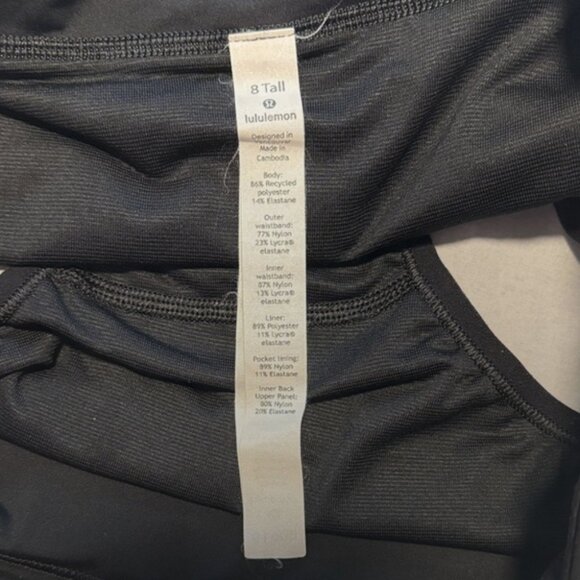 8 Tall
lululemon
Designed in
Vancouver
Made in
Cambodia
Body:
86% Recycled
polyester
14% Elastane
Outer
waistband:
77% Nylon
23% Lycra®
elastane
Inner
waistband:
87% Nylon
13% Lycra®
elastane
Liner:
89% Polyester
11% Lycra®
elastane
Pocket lining:
89% Nylon
11% Elastane
Inner Back
Upper Panel:
80% Nylon
20% Elastane